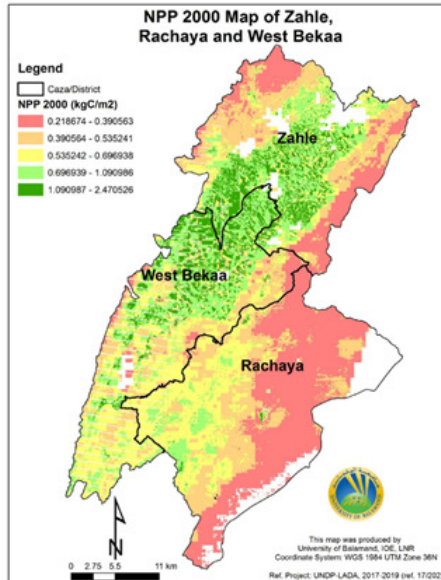 NPP 2000 Map of Zahle,
Rachaya and West Bekaa
Legend
Caza/District
NPP 2000 (kgC/m2)
0.218674 - 0.390563
0.390564 - 0.535241
0.535242 - 0.696938
0.696939 - 1.090986
1.090987 - 2.470526
Zahle
West Bekaa
Rachaya
N
0 2.75 5.5 11 km
This map was produced by
University of Balamand, IOE, LNR
Coordinate System: WGS 1984 UTM Zone 36N
Ref. Project: UNDP-LADA, 2017-2019 (ref. 17/202